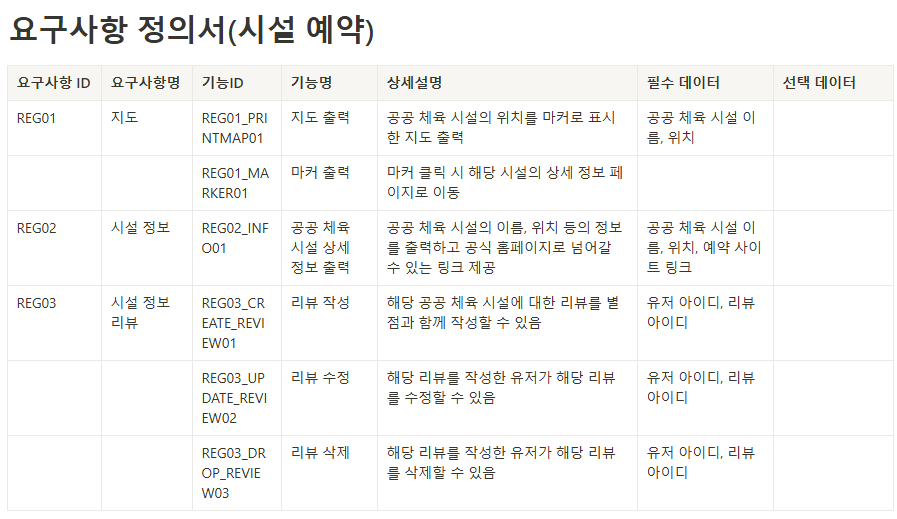 요구사항 정의서(시설 예약)
요구사항 ID 요구사항명 기능ID 기능명 상세설명 필수 데이터 선택 데이터
REG01 지도 REG01_PRI 지도 출력 공공 체육 시설의 위치를 마커로 표시 공공 체육 시설 이
NTMAP01 한 지도 출력 름, 위치
REG01_MA 마커 출력 마커 클릭 시 해당 시설의 상세 정보 페
RKER01 이지로 이동
REG02 시설 정보 REG02_INF 공공 체육 공공 체육 시설의 이름, 위치 등의 정보 공공 체육 시설 이
O01 시설 상세 를 출력하고 공식 홈페이지로 넘어갈 름, 위치, 예약 사이
정보 출력 수 있는 링크 제공 트 링크
REG03 시설 정보 REG03_CR 리뷰 작성 해당 공공 체육 시설에 대한 리뷰를 별 유저 아이디, 리뷰
리뷰 EATE_REVI 점과 함께 작성할 수 있음 아이디
EW01
REG03_UP 리뷰 수정 해당 리뷰를 작성한 유저가 해당 리뷰 유저 아이디, 리뷰
DATE_REVI 를 수정할 수 있음 아이디
EW02
REG03_DR 리뷰 삭제 해당 리뷰를 작성한 유저가 해당 리뷰 유저 아이디, 리뷰
OP_REVIE 를 삭제할 수 있음 아이디
W03